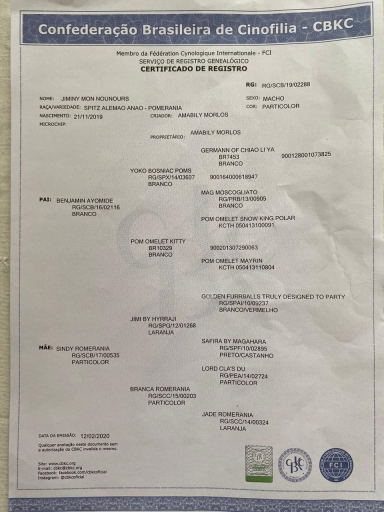 Confederação Brasileira de Cinofilia - CBKC
Membro da Fédération Cynologique Internationale - FCI
SERVIÇO DE REGISTRO GENEALÓGICO
CERTIFICADO DE REGISTRO
RG: RG/SCB/19/02288
NOME: JIMINY MON NOUNOURS SEXO: MACHO
RAÇA/VARIEDADE: SPITZ ALEMAO ANAO - POMERANIA COR: PARTICOLOR
NASCIMENTO: 21/11/2019 CRIADOR: AMABILY MORLOS
MICROCHIP:
PROPRIETÁRIO: AMABILY MORLOS
GERMANN OF CHIAO LI YA
BR7453 900128001073825
BRANCO
YOKO BOSNIAC POMS
RG/SPX/14/03607 900164000618947
BRANCO
MAG MOSCOGLIATO
RG/PRB/13/00905
BRANCO
PAI: BENJAMIN AYOMIDE
RG/SCB/16/02116
BRANCO
POM OMELET SNOW KING POLAR
KCTH 050413100091
POM OMELET KITTY
BR10329 900201307290063
BRANCO
POM OMELET MAYRIN
KCTH 050413110804
GOLDEN FURRBALLS TRULY DESIGNED TO PARTY
RG/SPA/10/09237
BRANCO/VERMELHO
JIMI BY HYRRAJI
RG/SPG/12/01268
LARANJA
SAFIRA BY MAGAHARA
RG/SPF/10/02895
PRETO/CASTANHO
MÃE: SINDY ROMERANIA
RG/SCB/17/00535
PARTICOLOR
LORD CLA'S DU
RG/PEA/14/02724
PARTICOLOR
BRANCA ROMERANIA
RG/SCC/15/00203
PARTICOLOR
JADE ROMERANIA
RG/SCC/14/00324
LARANJA
DATA DA EMISSÃO: 12/02/2020
Qualquer anotação neste documento sem
a autorização da CBKC invalida o mesmo.
Site: www.cbkc.org
E-mail: cbkc@cbkc.org
Facebook: facebook.com/cbkcoficial
Instagram: @cbkcoficial
FCI